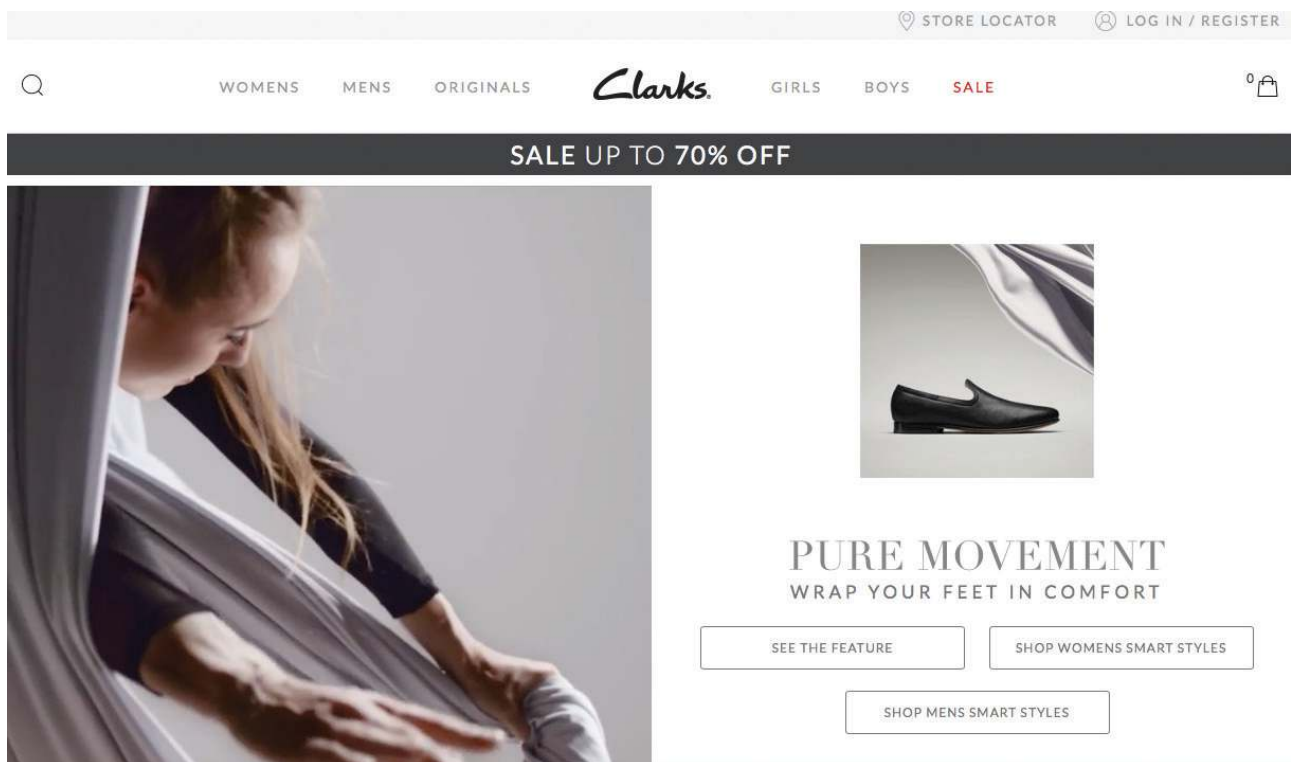 STORE LOCATOR LOG IN / REGISTER
WOMENS MENS ORIGINALS Clarks. GIRLS BOYS SALE 0
SALE UP TO 70% OFF
PURE MOVEMENT
WRAP YOUR FEET IN COMFORT
SEE THE FEATURE SHOP WOMENS SMART STYLES
SHOP MENS SMART STYLES